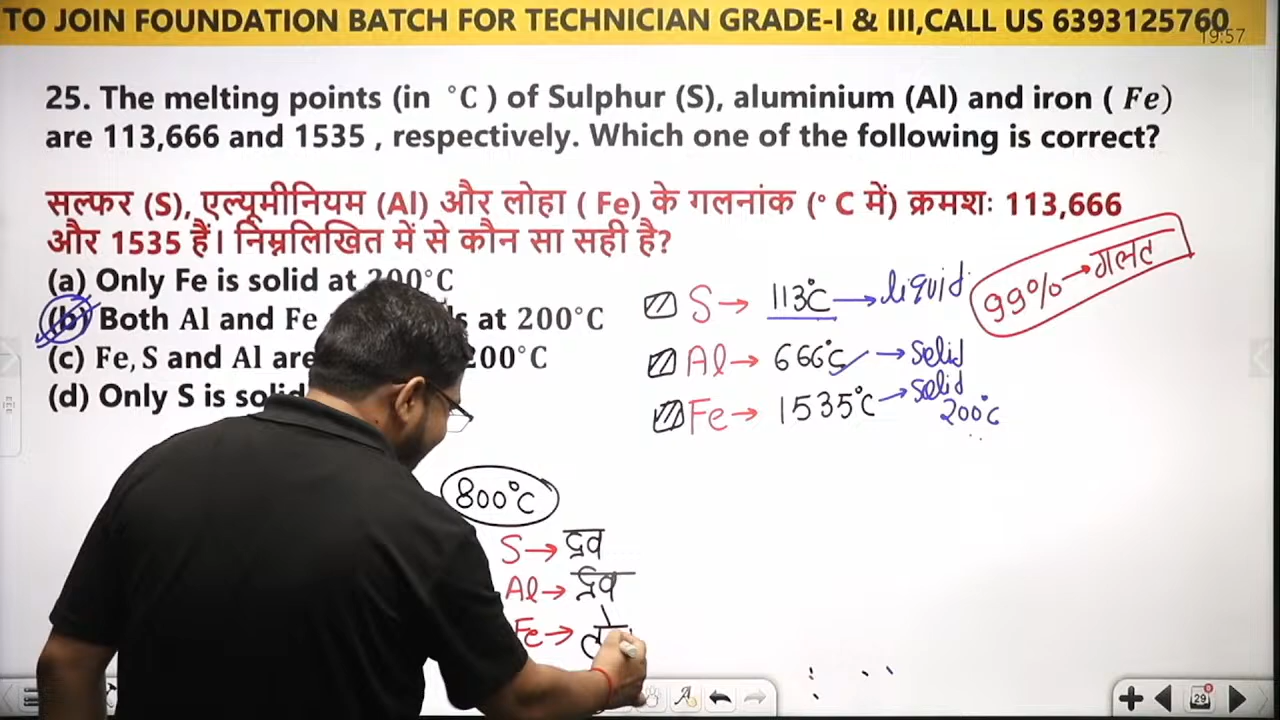 TO JOIN FOUNDATION BATCH FOR TECHNICIAN GRADE-I & III,CALL US 6393125760
19:57
25. The melting points (in °C ) of Sulphur (S), aluminium (Al) and iron ( Fe)
are 113,666 and 1535 , respectively. Which one of the following is correct?
सल्फर (S), एल्यूमीनियम (Al) और लोहा ( Fe) के गलनांक (° C में) क्रमशः 113,666
और 1535 हैं। निम्नलिखित में से कौन सा सही है?
(a) Only Fe is solid at 200°C
(b) Both Al and Fe at 200°C
(c) Fe, S and Al are 200°C
(d) Only S is
S → 113°C → liquid
Al → 666°C → solid
Fe → 1535°C → solid
200°C
99% → गलत
800°C
S → द्रव
Al → द्रव
Fe →
29